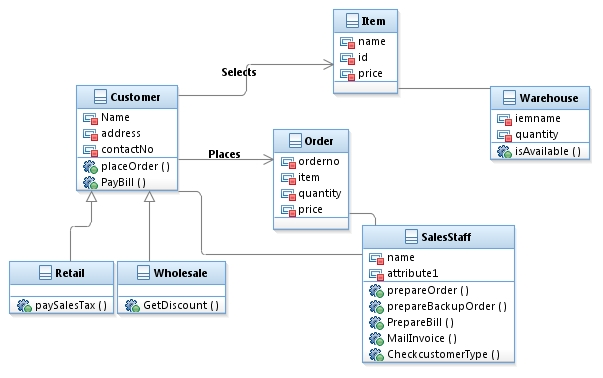 Item
name
id
price
Selects
Customer
Name
address
contactNo
placeOrder ( )
PayBill ( )
Warehouse
iemname
quantity
isAvailable ( )
Places
Order
orderno
item
quantity
price
SalesStaff
name
attribute1
prepareOrder ( )
prepareBackupOrder ( )
PrepareBill ( )
MailInvoice ( )
CheckcustomerType ( )
Retail
paySalesTax ( )
Wholesale
GetDiscount ( )